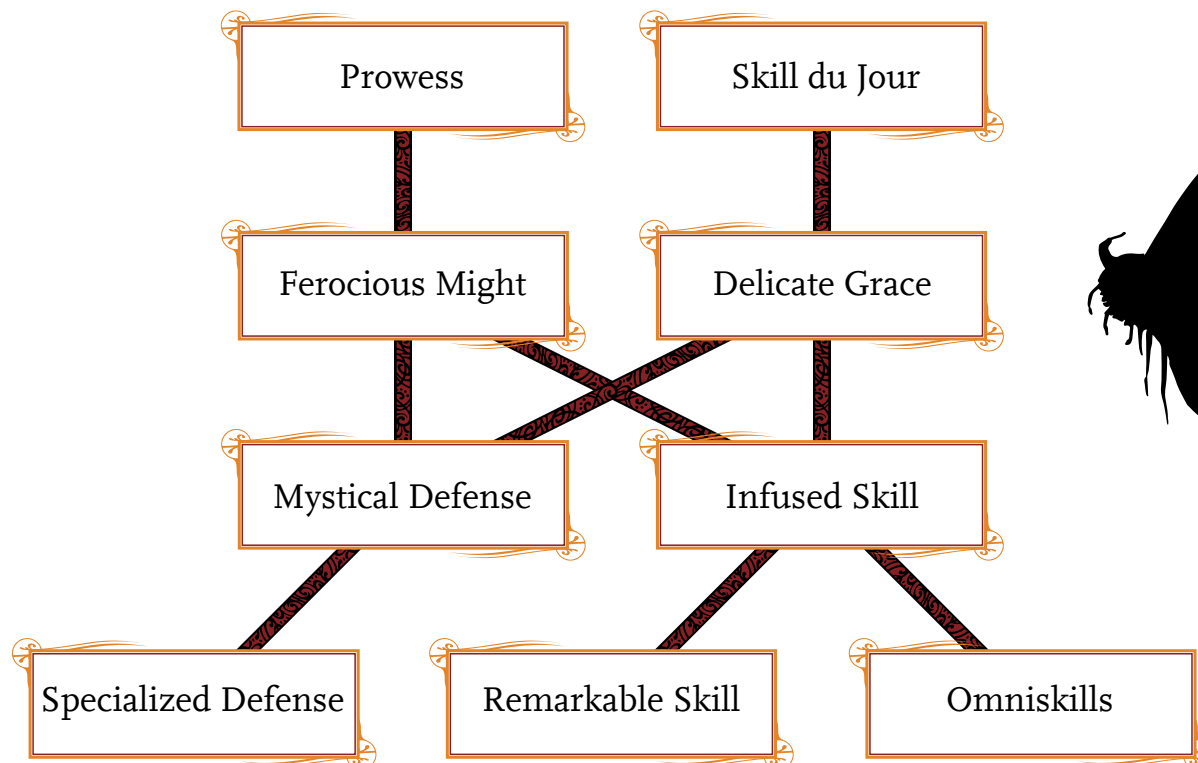 Prowess
Skill du Jour
Ferocious Might
Delicate Grace
Mystical Defense
Infused Skill
Specialized Defense
Remarkable Skill
Omniskills